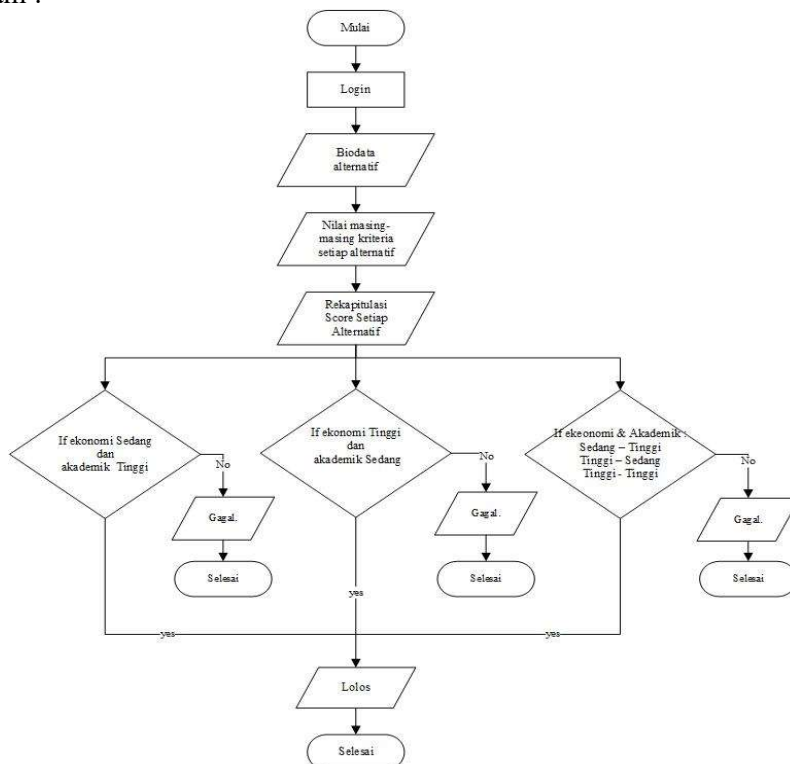 Mulai
Login
Biodata
alternatif
Nilai masing-
masing kriteria
setiap alternatif
Rekapitulasi
Score Setiap
Alternatif
If ekonomi Sedang
dan
akademik Tinggi
No
Gagal.
Selesai
If ekonomi Tinggi
dan
akademik Sedang
No
Gagal.
Selesai
If ekeonomi & Akademik :
Sedang – Tinggi
Tinggi – Sedang
Tinggi - Tinggi
No
Gagal.
Selesai
yes
yes
yes
Lolos
Selesai